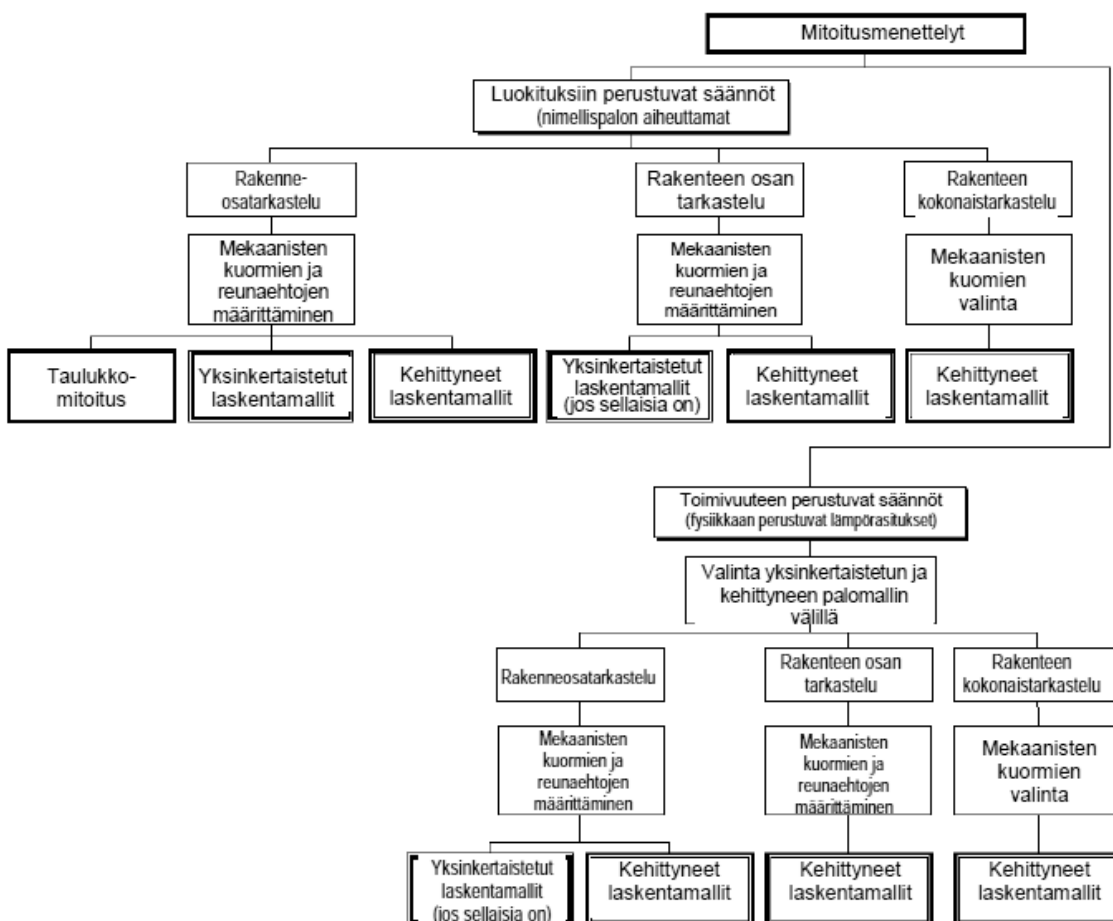 Mitoitusmenettelyt
Luokituksiin perustuvat säännöt
(nimellispalon aiheuttamat
Rakenne-
osatarkastelu
Rakenteen osan
tarkastelu
Rakenteen
kokonaistarkastelu
Mekaanisten
kuormien ja
reunaehtojen
määrittäminen
Mekaanisten
kuormien ja
reunaehtojen
määrittäminen
Mekaanisten
kuomien
valinta
Taulukko-
mitoitus
Yksinkertaistetut
laskentamallit
Kehittyneet
laskentamallit
Yksinkertaistetut
laskentamallit
(jos sellaisia on)
Kehittyneet
laskentamallit
Kehittyneet
laskentamallit
Toimivuuteen perustuvat säännöt
(fysiikkaan perustuvat lämpörasitukset)
Valinta yksinkertaistetun ja
kehittyneen palomallin
välillä
Rakenneosatarkastelu
Rakenteen osan
tarkastelu
Rakenteen
kokonaistarkastelu
Mekaanisten
kuormien ja
reunaehtojen
määrittäminen
Mekaanisten
kuormien ja
reunaehtojen
määrittäminen
Mekaanisten
kuormien
valinta
Yksinkertaistetut
laskentamallit
(jos sellaisia on)
Kehittyneet
laskentamallit
Kehittyneet
laskentamallit
Kehittyneet
laskentamallit